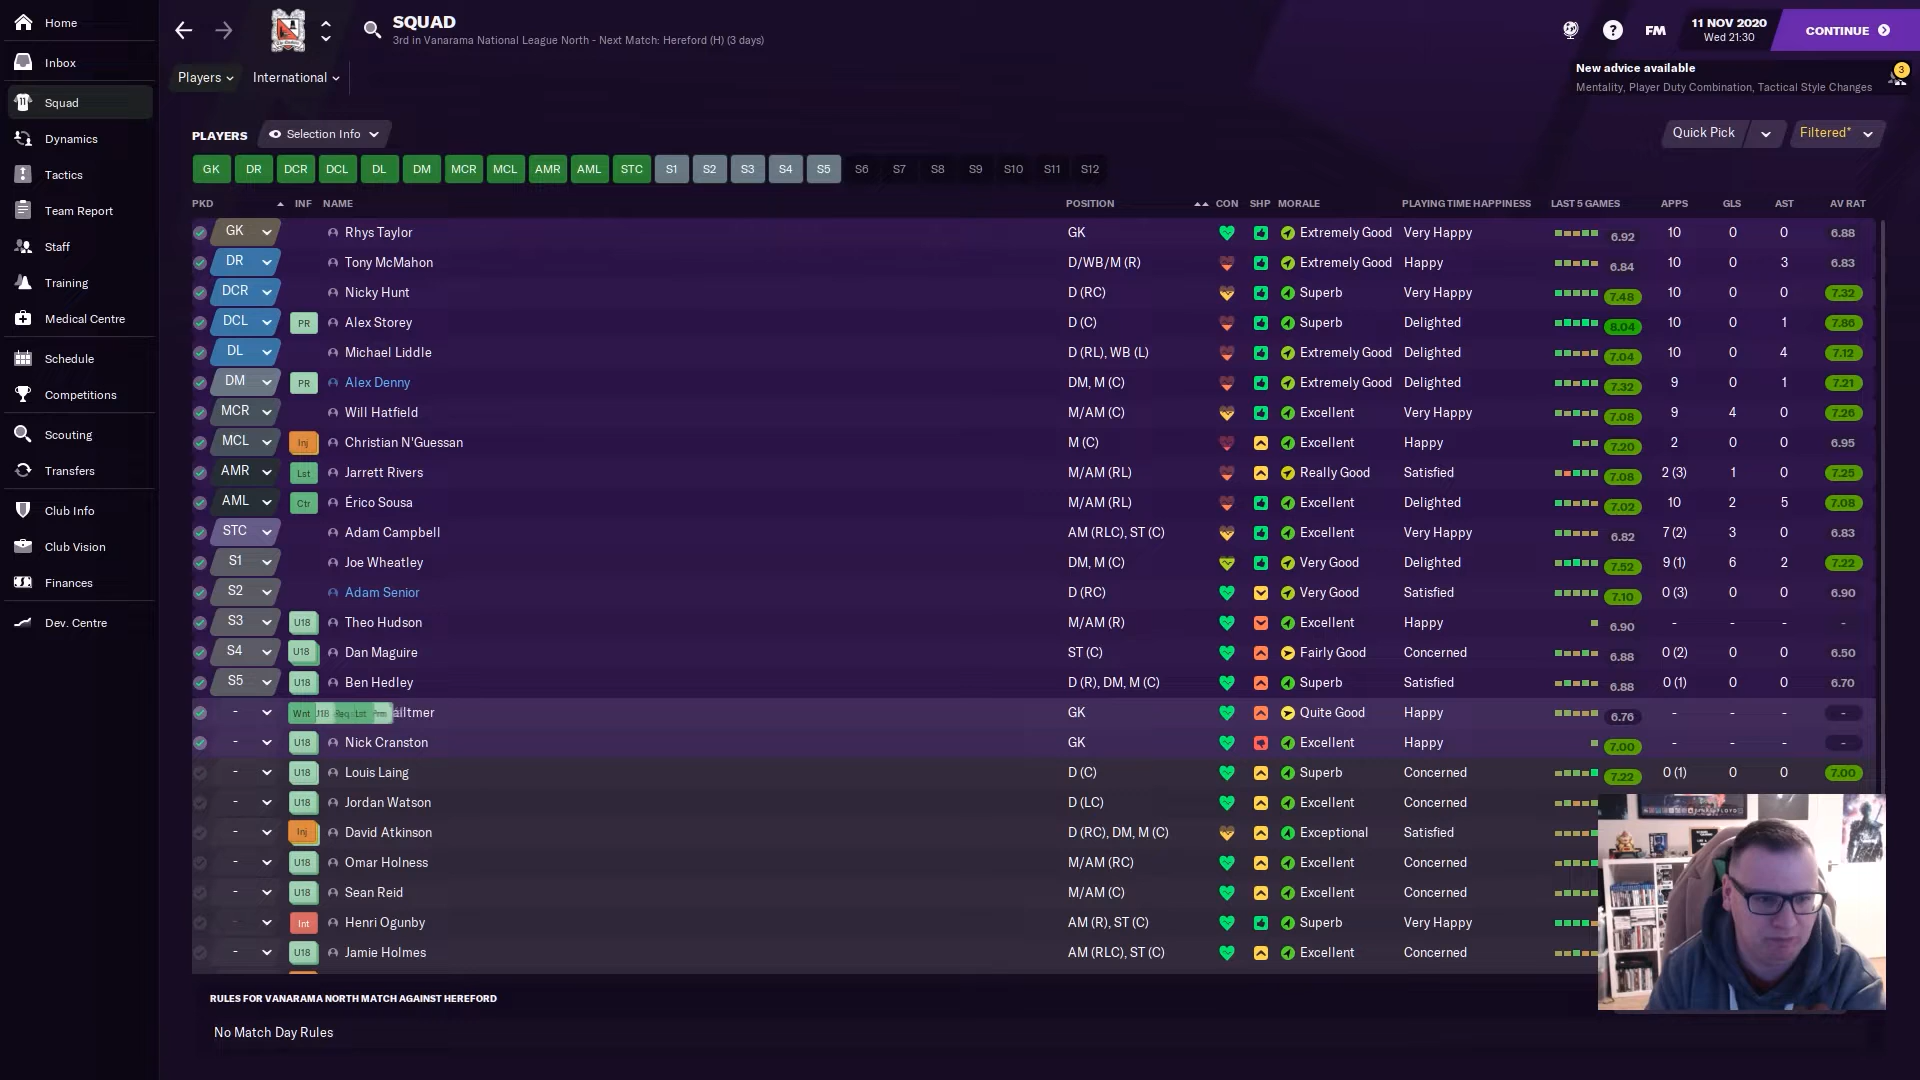 Home
Inbox
Squad
Dynamics
Tactics
Team Report
Staff
Training
Medical Centre
Schedule
Competitions
Scouting
Transfers
Club Info
Club Vision
Finances
Dev. Centre
SQUAD
3rd in Vanarama National League North - Next Match: Hereford (H) (3 days)
? FM 11 NOV 2020
Wed 21:30
CONTINUE
Players International
New advice available 3
Mentality, Player Duty Combination, Tactical Style Changes
PLAYERS Selection Info Quick Pick Filtered*
GK DR DCR DCL DL DM MCR MCL AMR AML STC S1 S2 S3 S4 S5 S6 S7 S8 S9 S10 S11 S12
PKD INF NAME POSITION CON SHP MORALE PLAYING TIME HAPPINESS LAST 5 GAMES APPS GLS AST AV RAT
GK Rhys Taylor GK Extremely Good Very Happy 6.92 10 0 0 6.88
DR Tony McMahon D/WB/M (R) Extremely Good Happy 6.84 10 0 3 6.83
DCR Nicky Hunt D (RC) Superb Very Happy 7.48 10 0 0 7.32
DCL PR Alex Storey D (C) Superb Delighted 8.04 10 0 1 7.86
DL Michael Liddle D (RL), WB (L) Extremely Good Delighted 7.04 10 0 4 7.12
DM PR Alex Denny DM, M (C) Extremely Good Delighted 7.32 9 0 1 7.21
MCR Will Hatfield M/AM (C) Excellent Very Happy 7.08 9 4 0 7.26
MCL Inj Christian N'Guessan M (C) Excellent Happy 7.20 2 0 0 6.95
AMR Lst Jarrett Rivers M/AM (RL) Really Good Satisfied 7.08 2 (3) 1 0 7.25
AML Ctr Érico Sousa M/AM (RL) Excellent Delighted 7.02 10 2 5 7.08
STC Adam Campbell AM (RLC), ST (C) Excellent Very Happy 6.82 7 (2) 3 0 6.83
S1 Joe Wheatley DM, M (C) Very Good Delighted 7.52 9 (1) 6 2 7.22
S2 Adam Senior D (RC) Very Good Satisfied 7.10 0 (3) 0 0 6.90
S3 U18 Theo Hudson M/AM (R) Excellent Happy 6.90 - - - -
S4 U18 Dan Maguire ST (C) Fairly Good Concerned 6.88 0 (2) 0 0 6.50
S5 U18 Ben Hedley D (R), DM, M (C) Superb Satisfied 6.88 0 (1) 0 0 6.70
- Wnt U18 Req Lst iltmer GK Quite Good Happy 6.76 - - - -
- U18 Nick Cranston GK Excellent Happy 7.00 - - - -
- U18 Louis Laing D (C) Superb Concerned 7.22 0 (1) 0 0 7.00
- U18 Jordan Watson D (LC) Excellent Concerned
- Inj David Atkinson D (RC), DM, M (C) Exceptional Satisfied
- U18 Omar Holness M/AM (RC) Excellent Concerned
- U18 Sean Reid M/AM (C) Excellent Concerned
- Int Henri Ogunby AM (R), ST (C) Superb Very Happy
- U18 Jamie Holmes AM (RLC), ST (C) Excellent Concerned
RULES FOR VANARAMA NORTH MATCH AGAINST HEREFORD
No Match Day Rules